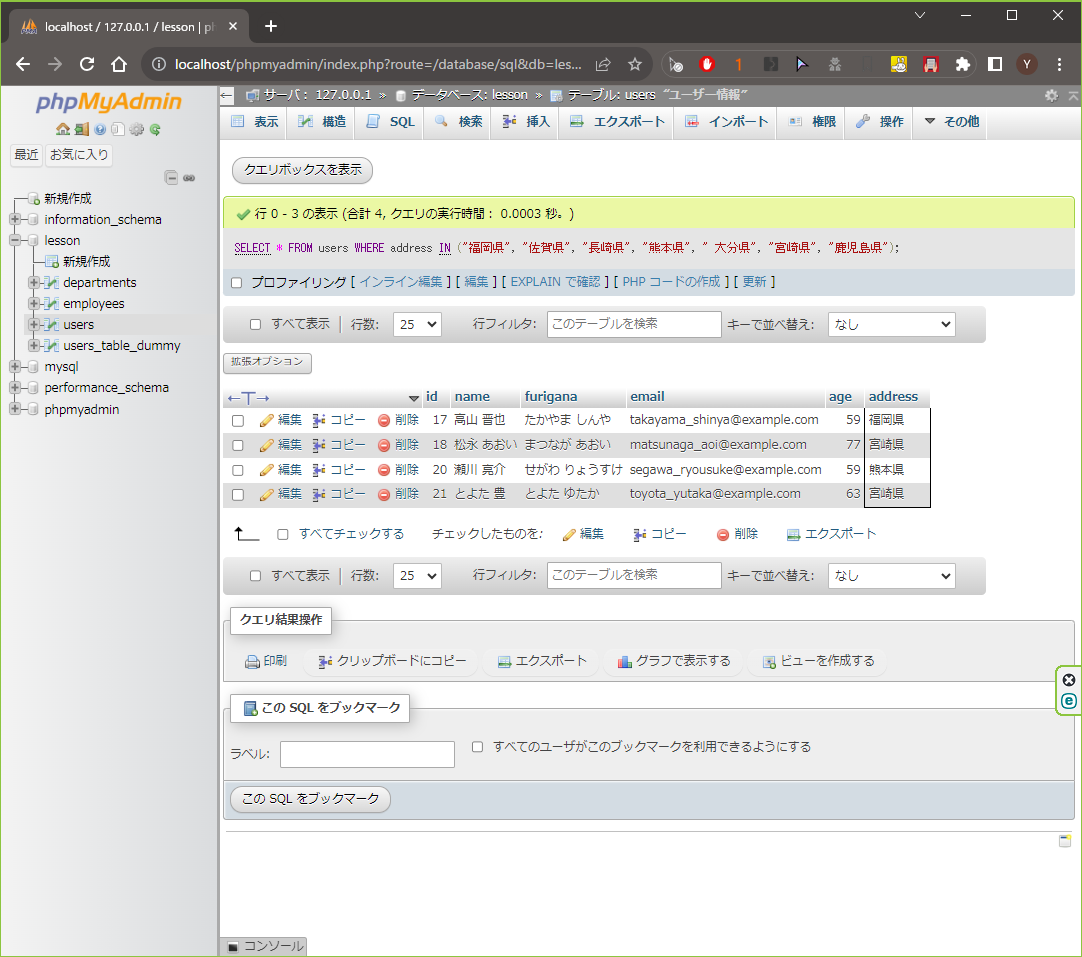 localhost / 127.0.0.1 / lesson | ph
localhost/phpmyadmin/index.php?route=/database/sql&db=les...
phpMyAdmin
最近 お気に入り
新規作成
information_schema
lesson
新規作成
departments
employees
users
users_table_dummy
mysql
performance_schema
phpmyadmin
サーバ: 127.0.0.1 » データベース: lesson » テーブル: users "ユーザー情報"
表示 構造 SQL 検索 挿入 エクスポート インポート 権限 操作 その他
クエリボックスを表示
行 0 - 3 の表示 (合計 4, クエリの実行時間: 0.0003 秒。)
SELECT * FROM users WHERE address IN ("福岡県", "佐賀県", "長崎県", "熊本県", " 大分県", "宮崎県", "鹿児島県");
プロファイリング [ インライン編集 ] [ 編集 ] [ EXPLAIN で確認 ] [ PHP コードの作成 ] [ 更新 ]
すべて表示 行数: 25 行フィルタ: このテーブルを検索 キーで並べ替え: なし
拡張オプション
←T→ id name furigana email age address
編集 コピー 削除 17 高山 晋也 たかやま しんや takayama_shinya@example.com 59 福岡県
編集 コピー 削除 18 松永 あおい まつなが あおい matsunaga_aoi@example.com 77 宮崎県
編集 コピー 削除 20 瀬川 亮介 せがわ りょうすけ segawa_ryousuke@example.com 59 熊本県
編集 コピー 削除 21 とよた 豊 とよた ゆたか toyota_yutaka@example.com 63 宮崎県
すべてチェックする チェックしたものを: 編集 コピー 削除 エクスポート
すべて表示 行数: 25 行フィルタ: このテーブルを検索 キーで並べ替え: なし
クエリ結果操作
印刷 クリップボードにコピー エクスポート グラフで表示する ビューを作成する
この SQL をブックマーク
ラベル: すべてのユーザがこのブックマークを利用できるようにする
この SQL をブックマーク
コンソール